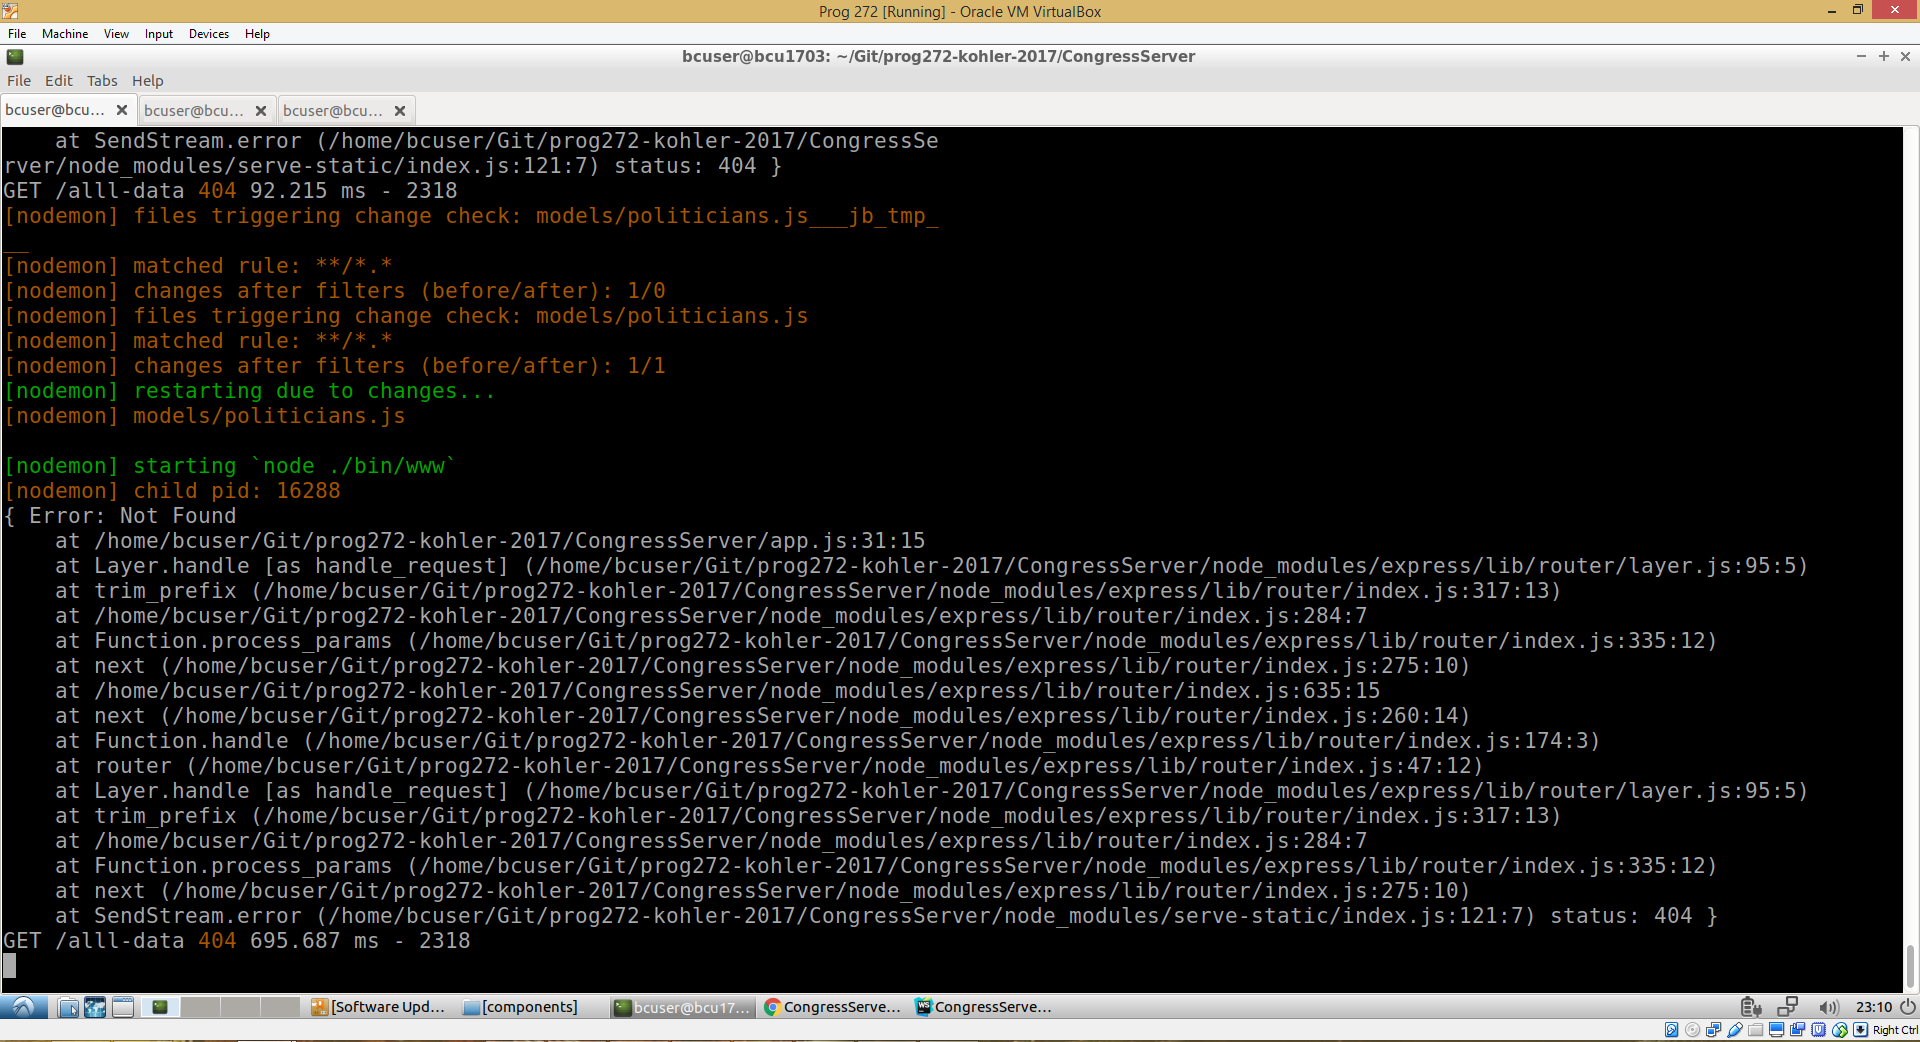 Prog 272 [Running] - Oracle VM VirtualBox
File Machine View Input Devices Help
bcuser@bcu1703: ~/Git/prog272-kohler-2017/CongressServer
File Edit Tabs Help
bcuser@bcu... bcuser@bcu... bcuser@bcu...
    at SendStream.error (/home/bcuser/Git/prog272-kohler-2017/CongressSe
rver/node_modules/serve-static/index.js:121:7) status: 404 }
GET /alll-data 404 92.215 ms - 2318
[nodemon] files triggering change check: models/politicians.js___jb_tmp_
__
[nodemon] matched rule: **/*.*
[nodemon] changes after filters (before/after): 1/0
[nodemon] files triggering change check: models/politicians.js
[nodemon] matched rule: **/*.*
[nodemon] changes after filters (before/after): 1/1
[nodemon] restarting due to changes...
[nodemon] models/politicians.js
[nodemon] starting `node ./bin/www`
[nodemon] child pid: 16288
{ Error: Not Found
    at /home/bcuser/Git/prog272-kohler-2017/CongressServer/app.js:31:15
    at Layer.handle [as handle_request] (/home/bcuser/Git/prog272-kohler-2017/CongressServer/node_modules/express/lib/router/layer.js:95:5)
    at trim_prefix (/home/bcuser/Git/prog272-kohler-2017/CongressServer/node_modules/express/lib/router/index.js:317:13)
    at /home/bcuser/Git/prog272-kohler-2017/CongressServer/node_modules/express/lib/router/index.js:284:7
    at Function.process_params (/home/bcuser/Git/prog272-kohler-2017/CongressServer/node_modules/express/lib/router/index.js:335:12)
    at next (/home/bcuser/Git/prog272-kohler-2017/CongressServer/node_modules/express/lib/router/index.js:275:10)
    at /home/bcuser/Git/prog272-kohler-2017/CongressServer/node_modules/express/lib/router/index.js:635:15
    at next (/home/bcuser/Git/prog272-kohler-2017/CongressServer/node_modules/express/lib/router/index.js:260:14)
    at Function.handle (/home/bcuser/Git/prog272-kohler-2017/CongressServer/node_modules/express/lib/router/index.js:174:3)
    at router (/home/bcuser/Git/prog272-kohler-2017/CongressServer/node_modules/express/lib/router/index.js:47:12)
    at Layer.handle [as handle_request] (/home/bcuser/Git/prog272-kohler-2017/CongressServer/node_modules/express/lib/router/layer.js:95:5)
    at trim_prefix (/home/bcuser/Git/prog272-kohler-2017/CongressServer/node_modules/express/lib/router/index.js:317:13)
    at /home/bcuser/Git/prog272-kohler-2017/CongressServer/node_modules/express/lib/router/index.js:284:7
    at Function.process_params (/home/bcuser/Git/prog272-kohler-2017/CongressServer/node_modules/express/lib/router/index.js:335:12)
    at next (/home/bcuser/Git/prog272-kohler-2017/CongressServer/node_modules/express/lib/router/index.js:275:10)
    at SendStream.error (/home/bcuser/Git/prog272-kohler-2017/CongressServer/node_modules/serve-static/index.js:121:7) status: 404 }
GET /alll-data 404 695.687 ms - 2318
[Software Upd... [components] bcuser@bcu17... CongressServe... WS CongressServe... 23:10
Right Ctrl